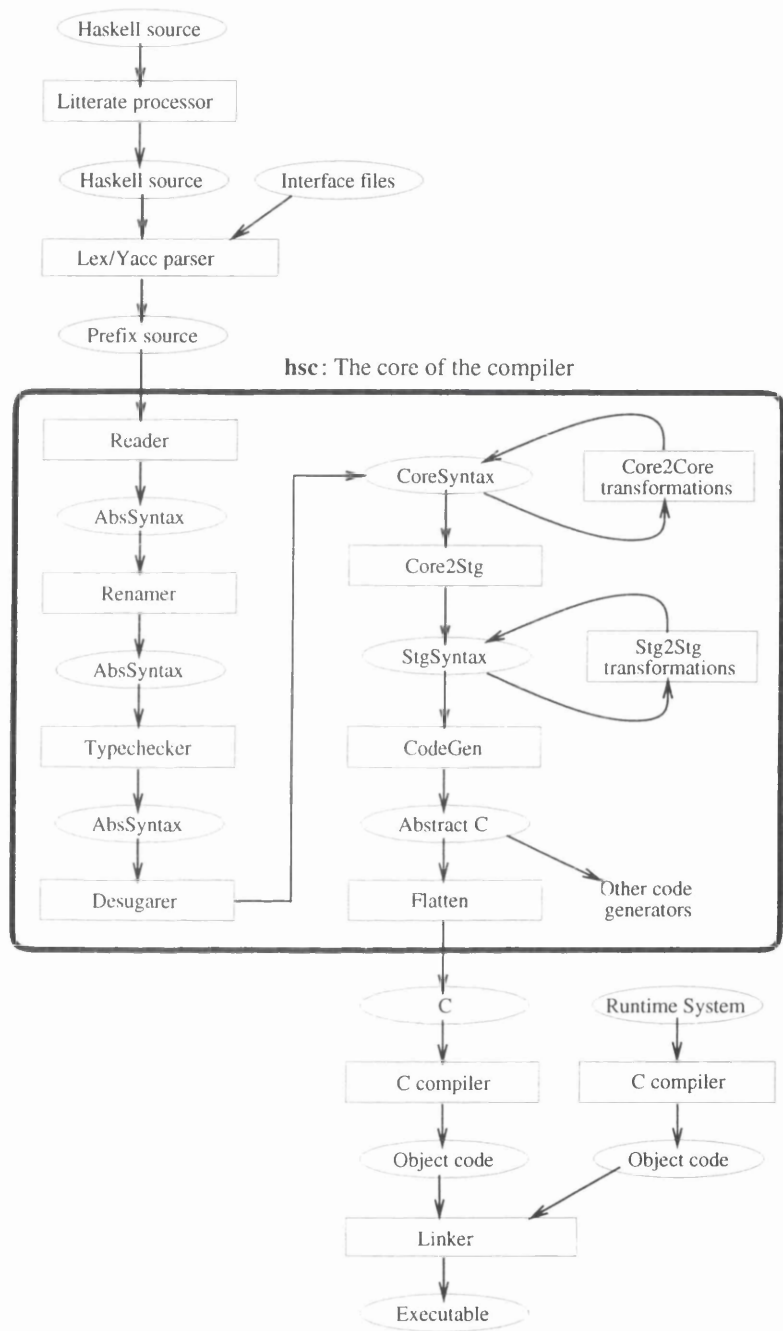 Haskell source
Litterate processor
Haskell source
Interface files
Lex/Yacc parser
Prefix source
hsc: The core of the compiler
Reader
AbsSyntax
Renamer
AbsSyntax
Typechecker
AbsSyntax
Desugarer
CoreSyntax
Core2Core
transformations
Core2Stg
StgSyntax
Stg2Stg
transformations
CodeGen
Abstract C
Flatten
Other code
generators
C
Runtime System
C compiler
C compiler
Object code
Object code
Linker
Executable